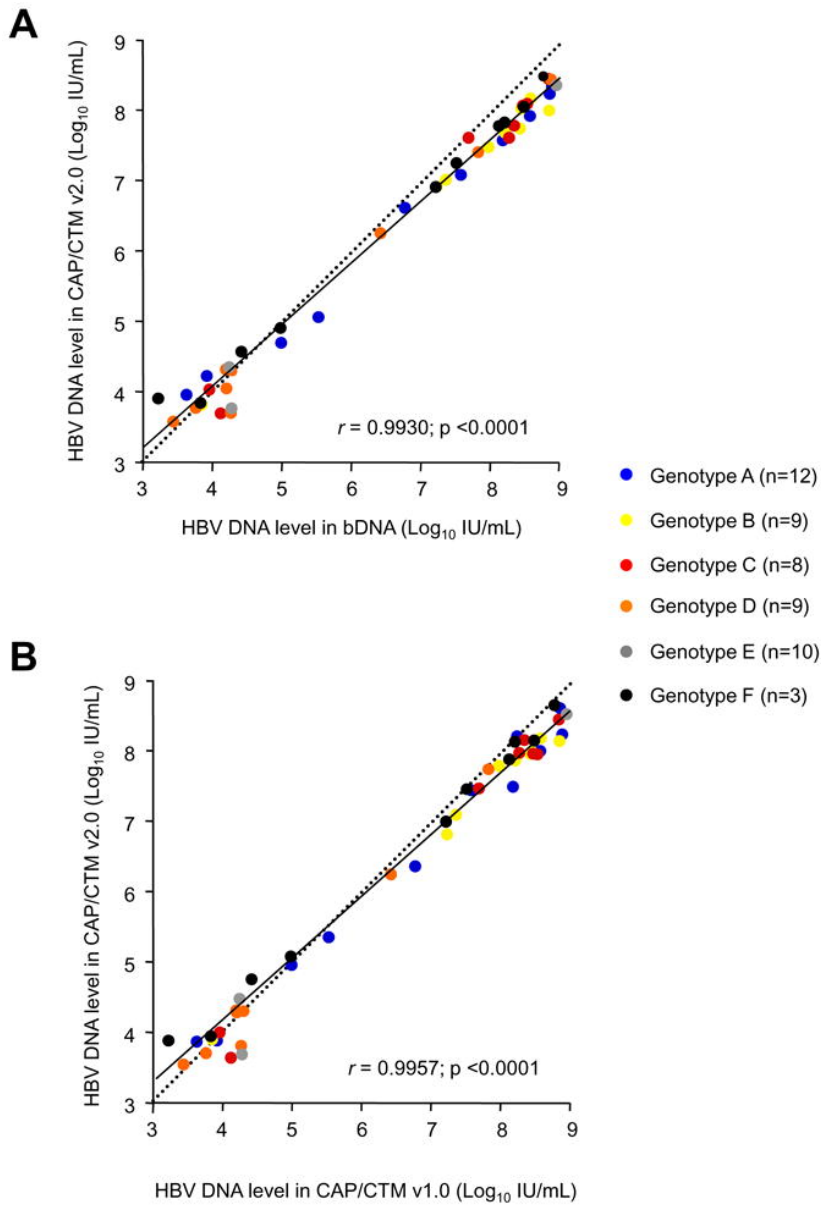 A
9
8
7
6
5
4
3
HBV DNA level in CAP/CTM v2.0 (Log10 IU/mL)
r = 0.9930; p <0.0001
3 4 5 6 7 8 9
HBV DNA level in bDNA (Log10 IU/mL)
Genotype A (n=12)
Genotype B (n=9)
Genotype C (n=8)
Genotype D (n=9)
Genotype E (n=10)
Genotype F (n=3)
B
9
8
7
6
5
4
3
HBV DNA level in CAP/CTM v2.0 (Log10 IU/mL)
r = 0.9957; p <0.0001
3 4 5 6 7 8 9
HBV DNA level in CAP/CTM v1.0 (Log10 IU/mL)